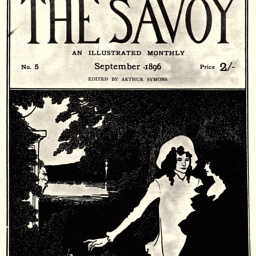 THE SAVOY
AN ILLUSTRATED MONTHLY
No. 5 September 1896 Price 2/-
EDITED BY ARTHUR SYMONS